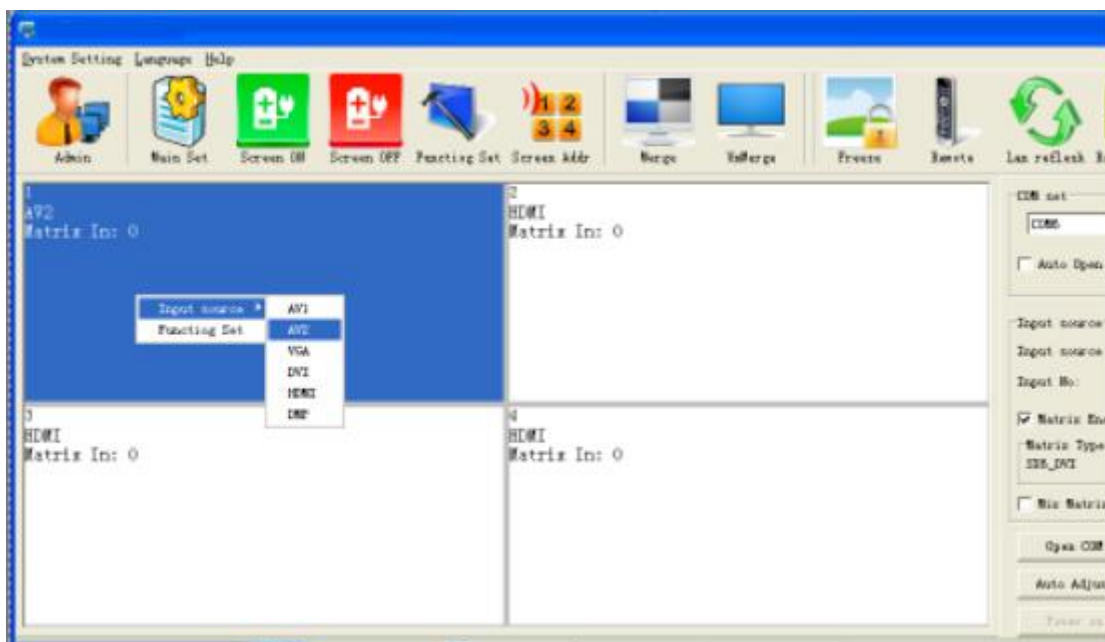 System Setting Language Help
Admin Main Set Screen ON Screen OFF Functing Set Screen Addr Merge UnMerge Freeze Remote Lan reflesh
1
AV2
Matrix In: 0
2
HDMI
Matrix In: 0
Input source
Functing Set
AV1
AV2
VGA
DVI
HDMI
DMP
3
HDMI
Matrix In: 0
4
HDMI
Matrix In: 0
COM set
COM6
Auto Open
Input source
Input source
Input No:
Matrix Ena
Matrix Type
Mix Matrix
Open COM
Auto Adjus